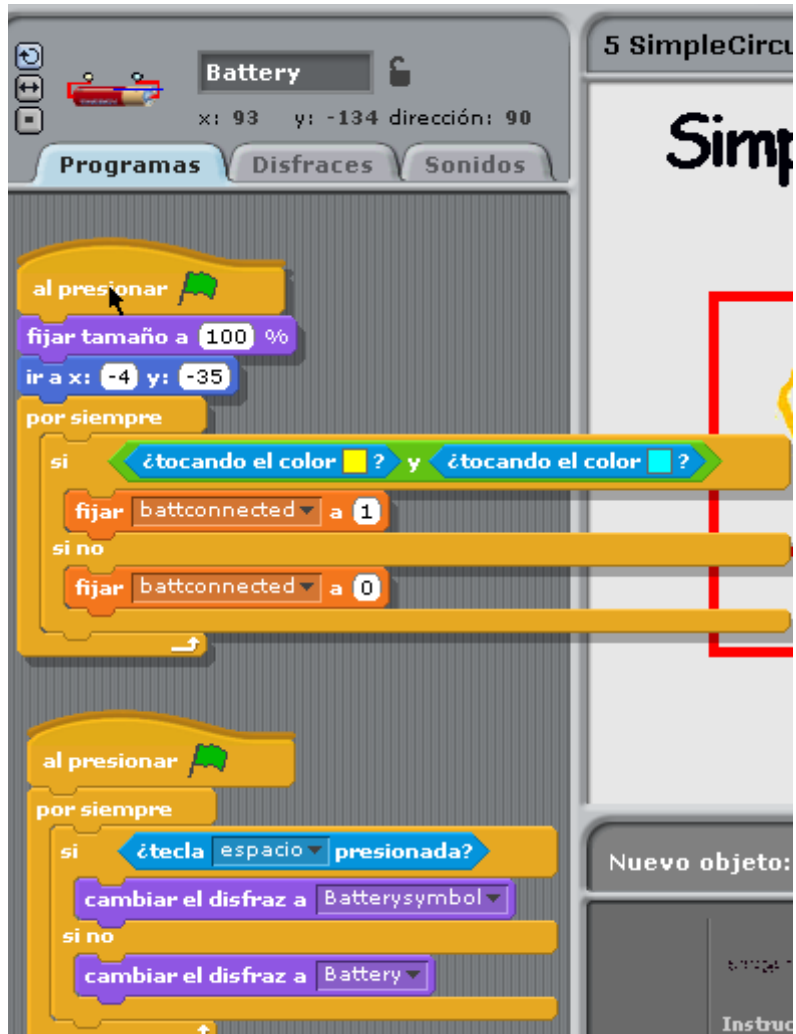 5 SimpleCircu
Battery
x: 93 y: -134 dirección: 90
Programas Disfraces Sonidos
Simp
al presionar
fijar tamaño a 100 %
ir a x: -4 y: -35
por siempre
si ¿tocando el color ? y ¿tocando el color ?
fijar battconnected a 1
si no
fijar battconnected a 0
al presionar
por siempre
si ¿tecla espacio presionada?
cambiar el disfraz a Batterysymbol
si no
cambiar el disfraz a Battery
Nuevo objeto:
Instruc